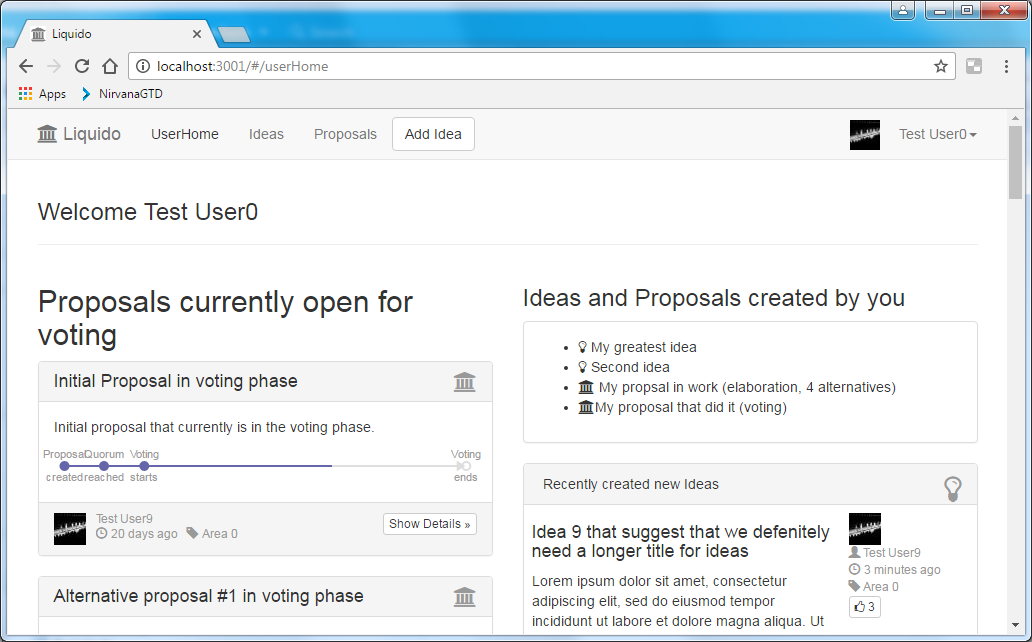 Liquido
localhost:3001/#/userHome
Apps NirvanaGTD
Liquido UserHome Ideas Proposals Add Idea Test User0
Welcome Test User0
Proposals currently open for
voting
Initial Proposal in voting phase
Initial proposal that currently is in the voting phase.
Proposal Quorum Voting Voting
created reached starts ends
Test User9
20 days ago Area 0
Show Details »
Alternative proposal #1 in voting phase
Ideas and Proposals created by you
My greatest idea
Second idea
My propsal in work (elaboration, 4 alternatives)
My proposal that did it (voting)
Recently created new Ideas
Idea 9 that suggest that we defenitely
need a longer title for ideas
Lorem ipsum dolor sit amet, consectetur
adipiscing elit, sed do eiusmod tempor
incididunt ut labore et dolore magna aliqua. Ut
Test User9
3 minutes ago
Area 0
3